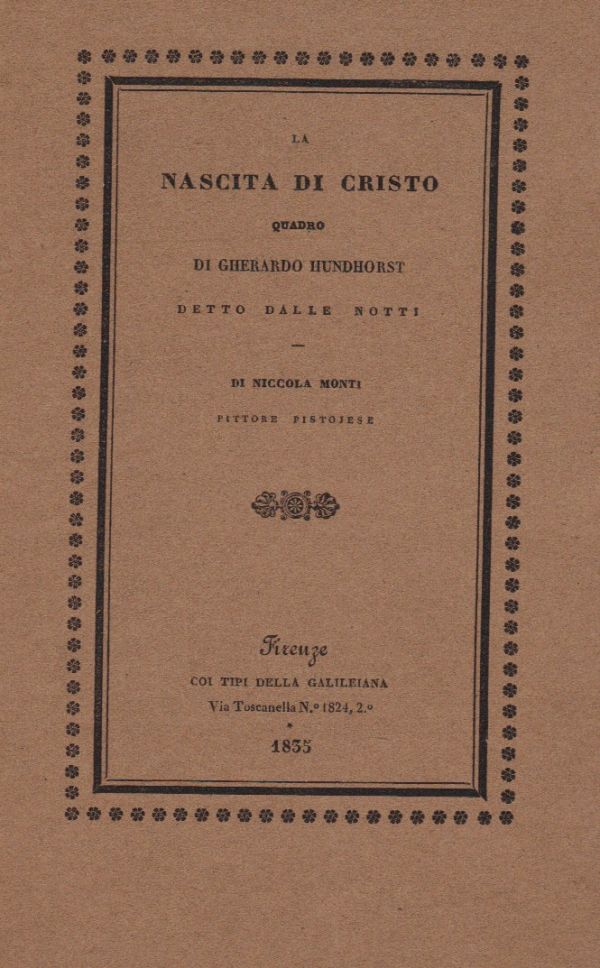 LA
NASCITA DI CRISTO
QUADRO
DI GHERARDO HUNDHORST
DETTO DALLE NOTTI
—
DI NICCOLA MONTI
PITTORE PISTOJESE
Firenze
COI TIPI DELLA GALILEIANA
Via Toscanella N.º 1824, 2.º
*
1835